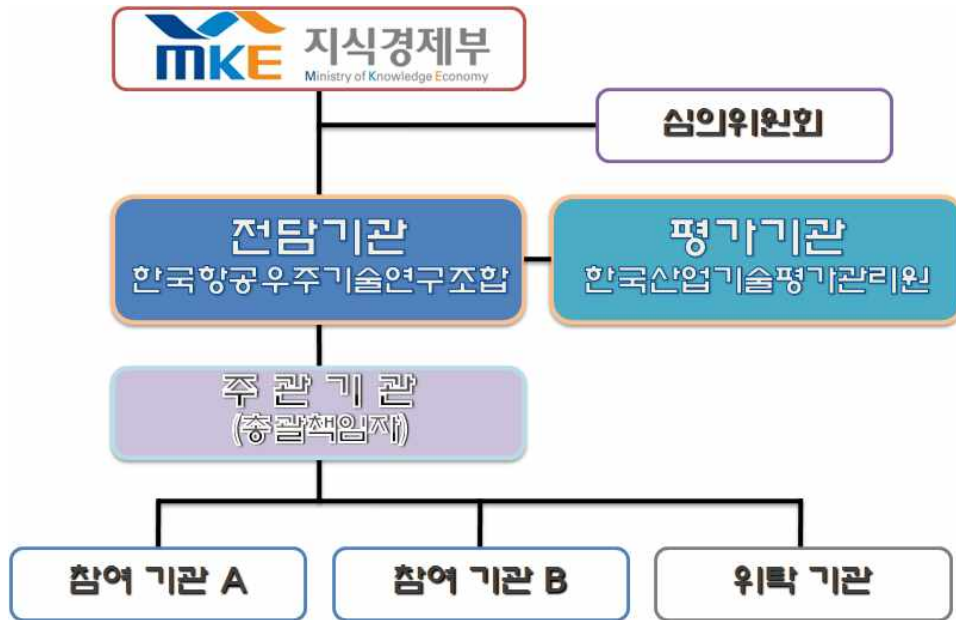 MKE 지식경제부
Ministry of Knowledge Economy
심의위원회
전담기관
한국항공우주기술연구조합
평가기관
한국산업기술평가관리원
주 관 기 관
(총괄책임자)
참여 기관 A
참여 기관 B
위탁 기관